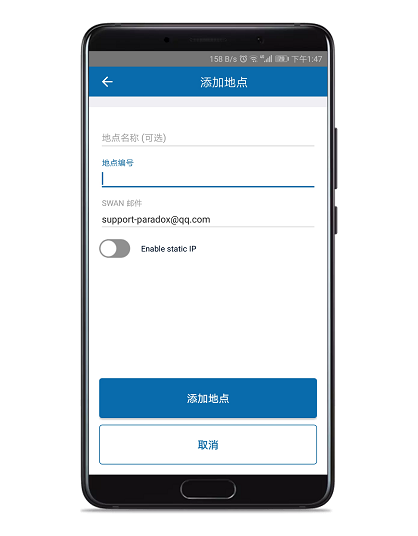 158 B/s 下午1:47
添加地点
地点名称 (可选)
地点编号
SWAN 邮件
support-paradox@qq.com
Enable static IP
添加地点
取消